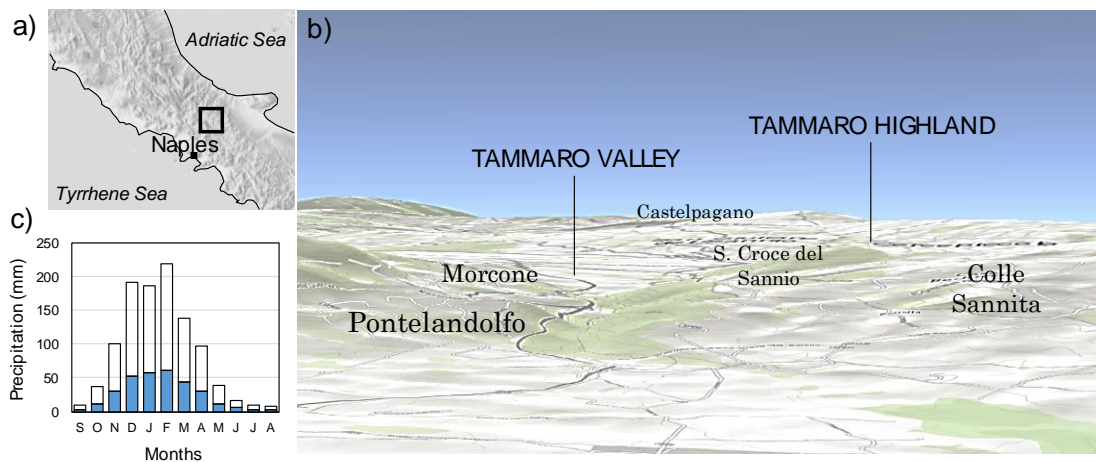 a)
Adriatic Sea
Naples
Tyrrhene Sea
b)
TAMMARO HIGHLAND
TAMMARO VALLEY
Castelpagano
S. Croce del
Sannio
Morcone
Colle
Sannita
Pontelandolfo
c)
250
200
150
100
50
0
Precipitation (mm)
S O N D J F M A M J J A
Months